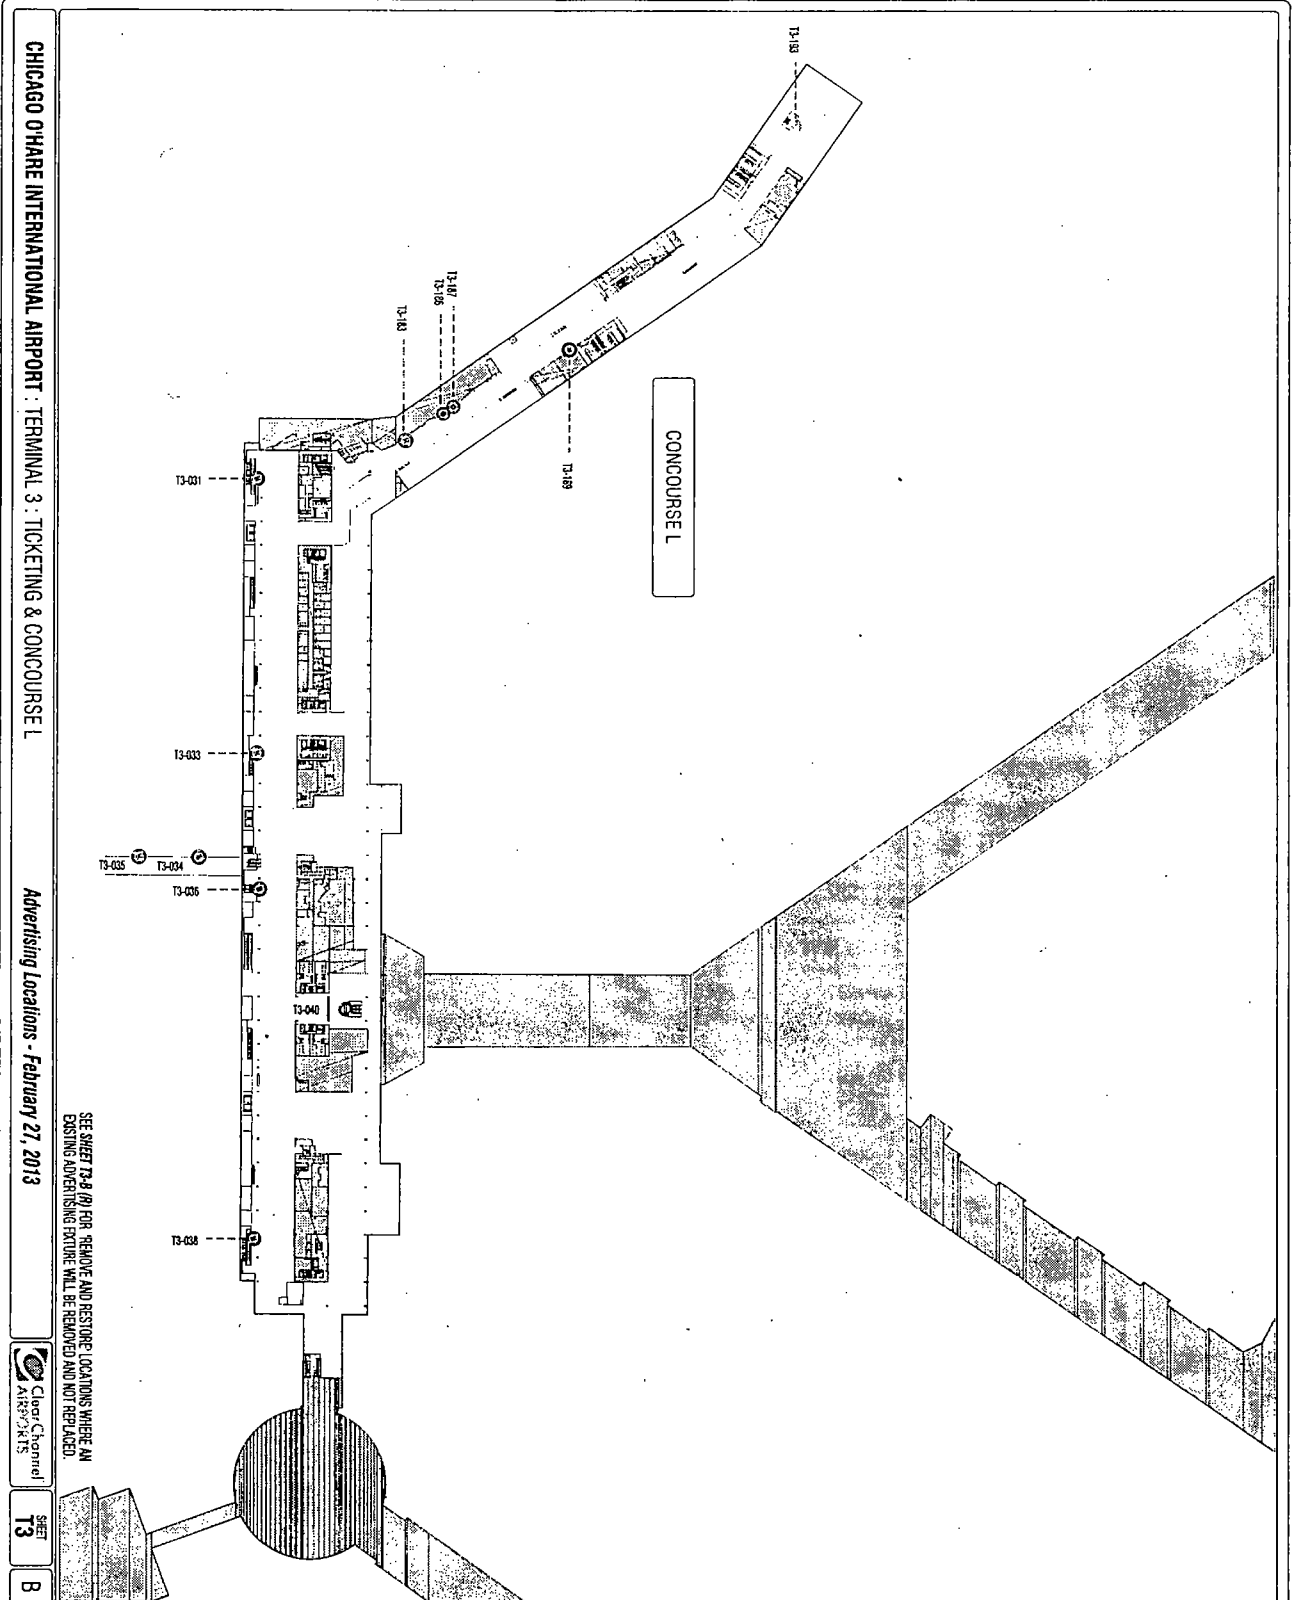 CHICAGO O'HARE INTERNATIONAL AIRPORT : TERMINAL 3 : TICKETING & CONCOURSE L
Advertising Locations - February 27, 2013
Clear Channel
AIRPORTS
SHEET
T3
B
SEE SHEET T3-B (R) FOR 'REMOVE AND RESTORE' LOCATIONS WHERE AN
EXISTING ADVERTISING FIXTURE WILL BE REMOVED AND NOT REPLACED.
CONCOURSE L
T3-193
T3-187
T3-186
T3-183
T3-189
T3-031
T3-033
T3-035
T3-034
T3-036
T3-040
T3-038